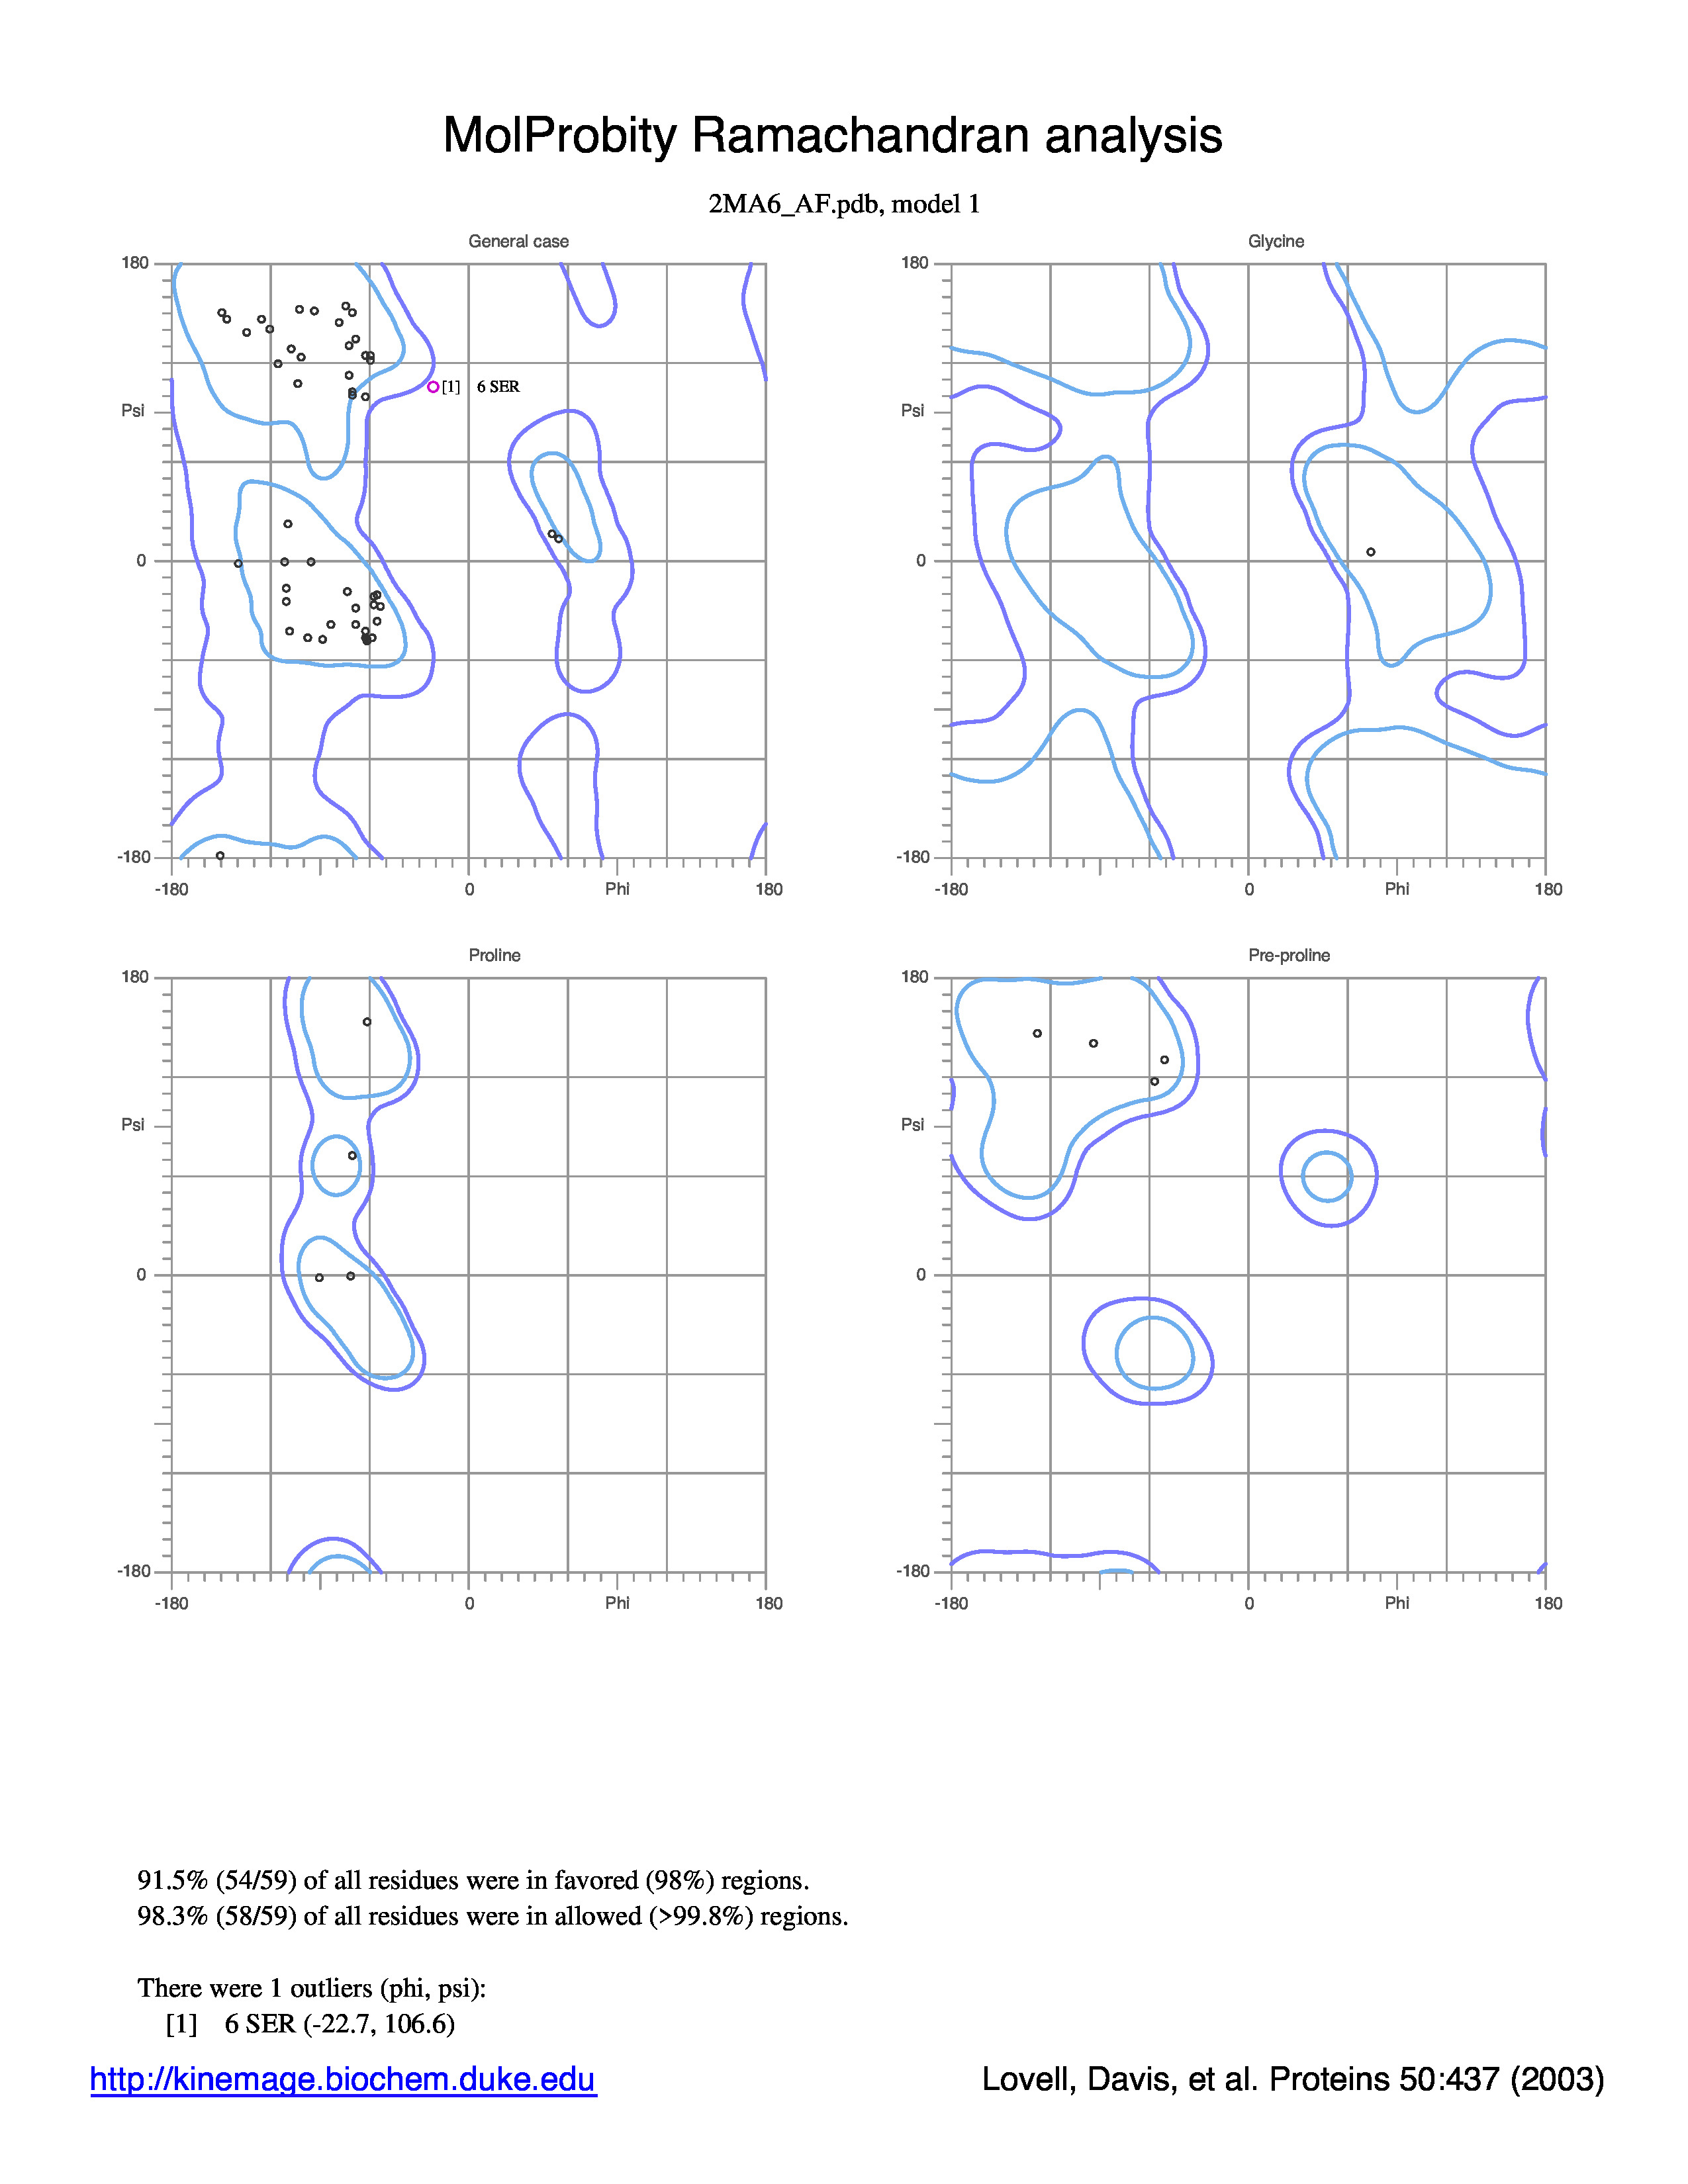 MolProbity Ramachandran analysis
2MA6_AF.pdb, model 1
General case
180
Psi
0
-180
-180
0
Phi
180
[1] 6 SER
Glycine
180
Psi
0
-180
-180
0
Phi
180
Proline
180
Psi
0
-180
-180
0
Phi
180
Pre-proline
180
Psi
0
-180
-180
0
Phi
180
91.5% (54/59) of all residues were in favored (98%) regions.
98.3% (58/59) of all residues were in allowed (>99.8%) regions.
There were 1 outliers (phi, psi):
[1] 6 SER (-22.7, 106.6)
http://kinemage.biochem.duke.edu
Lovell, Davis, et al. Proteins 50:437 (2003)